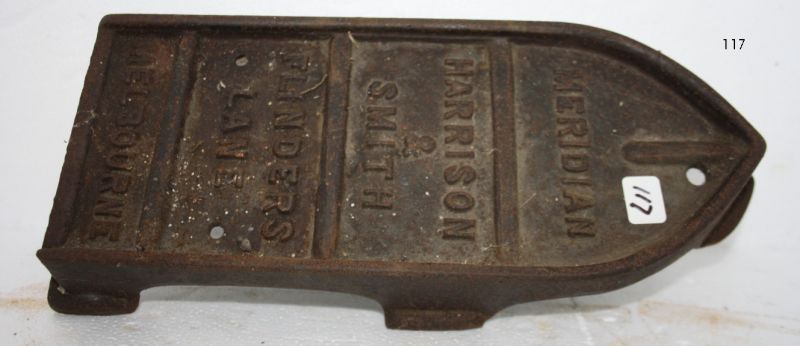 MERIDIAN
HARRISON
&
SMITH
FLINDERS
LANE
MELBOURNE
117
117